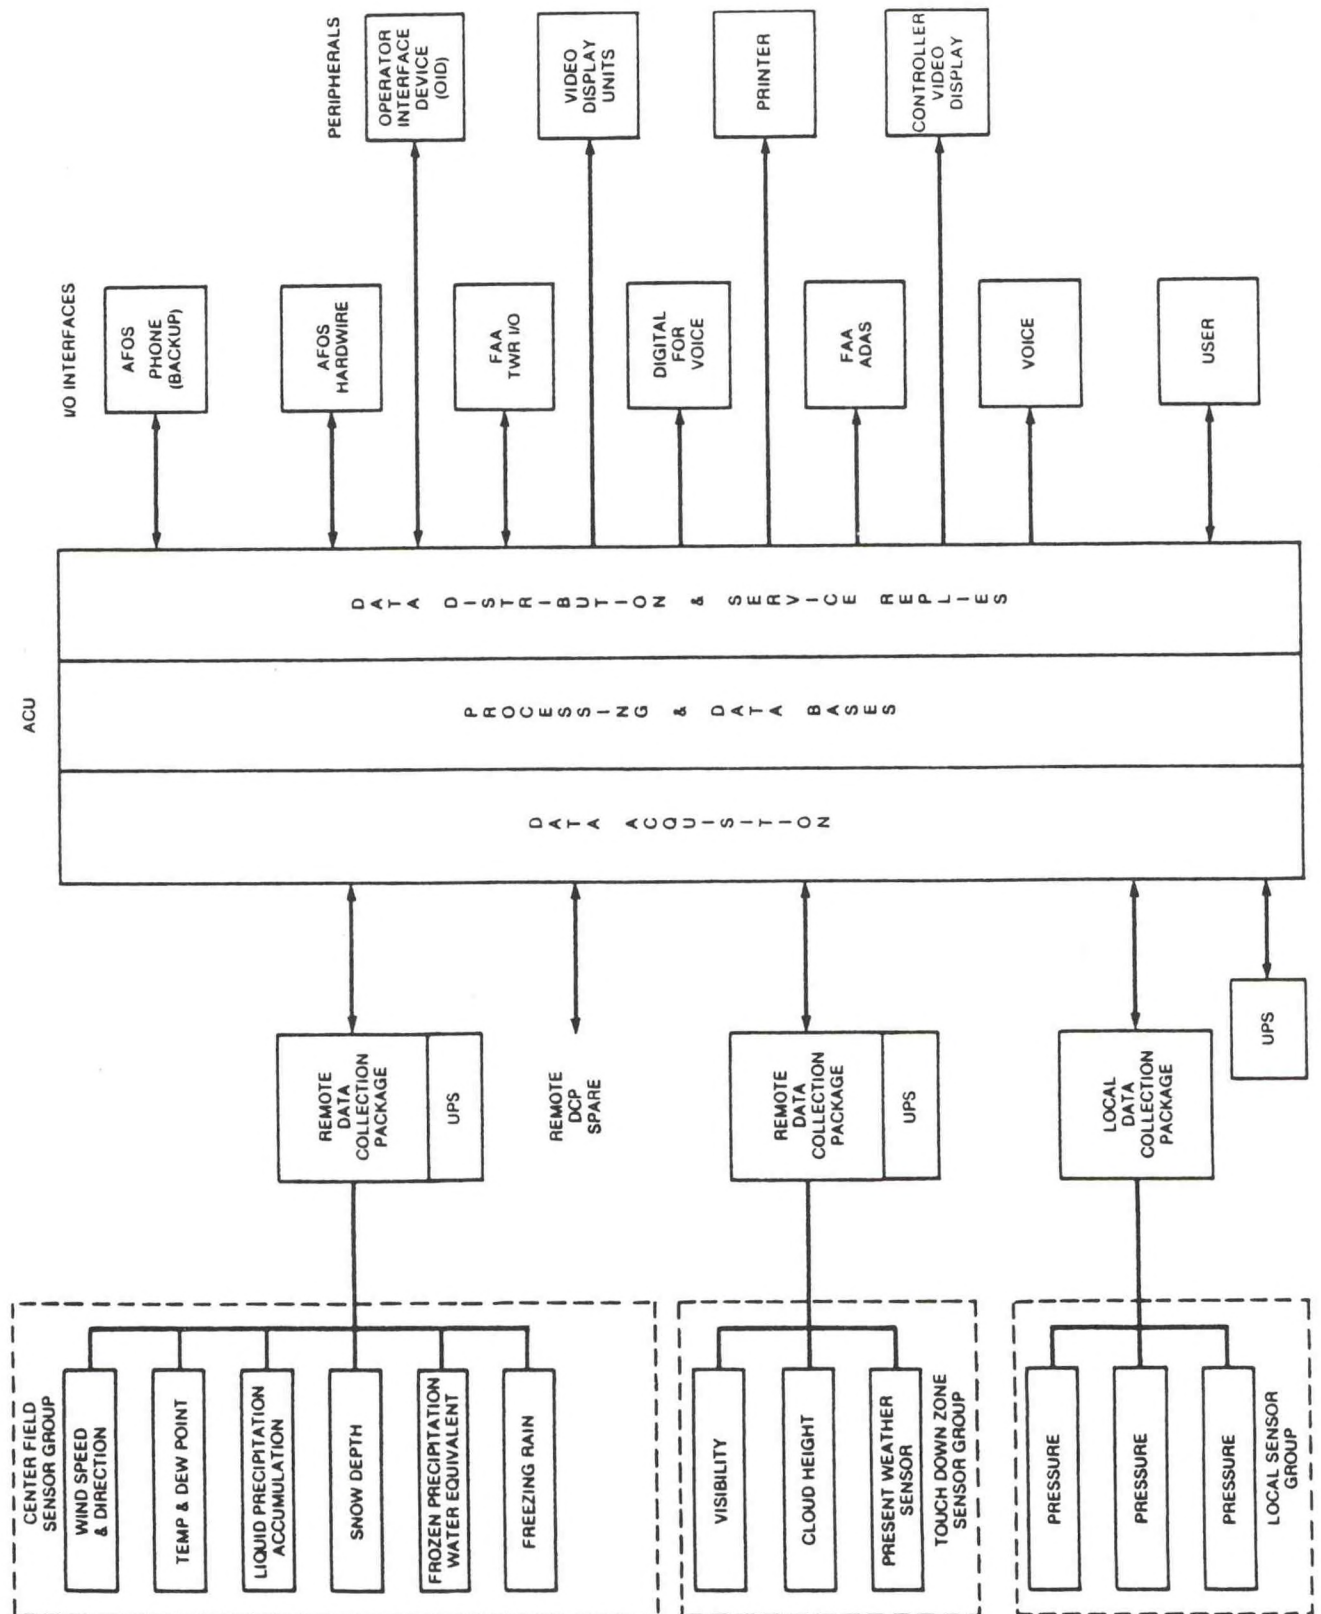 CENTER FIELD
SENSOR GROUP
WIND SPEED
& DIRECTION
TEMP & DEW POINT
LIQUID PRECIPITATION
ACCUMULATION
SNOW DEPTH
FROZEN PRECIPITATION
WATER EQUIVALENT
FREEZING RAIN
VISIBILITY
CLOUD HEIGHT
PRESENT WEATHER
SENSOR
TOUCH DOWN ZONE
SENSOR GROUP
PRESSURE
PRESSURE
PRESSURE
LOCAL SENSOR
GROUP
REMOTE
DATA
COLLECTION
PACKAGE
UPS
REMOTE
DCP
SPARE
REMOTE
DATA
COLLECTION
PACKAGE
UPS
LOCAL
DATA
COLLECTION
PACKAGE
UPS
ACU
DATA ACQUISITION
PROCESSING & DATA BASES
DATA DISTRIBUTION & SERVICE REPLIES
I/O INTERFACES
AFOS
PHONE
(BACKUP)
AFOS
HARDWIRE
FAA
TWR I/O
DIGITAL
FOR
VOICE
FAA
ADAS
VOICE
USER
PERIPHERALS
OPERATOR
INTERFACE
DEVICE
(OID)
VIDEO
DISPLAY
UNITS
PRINTER
CONTROLLER
VIDEO
DISPLAY